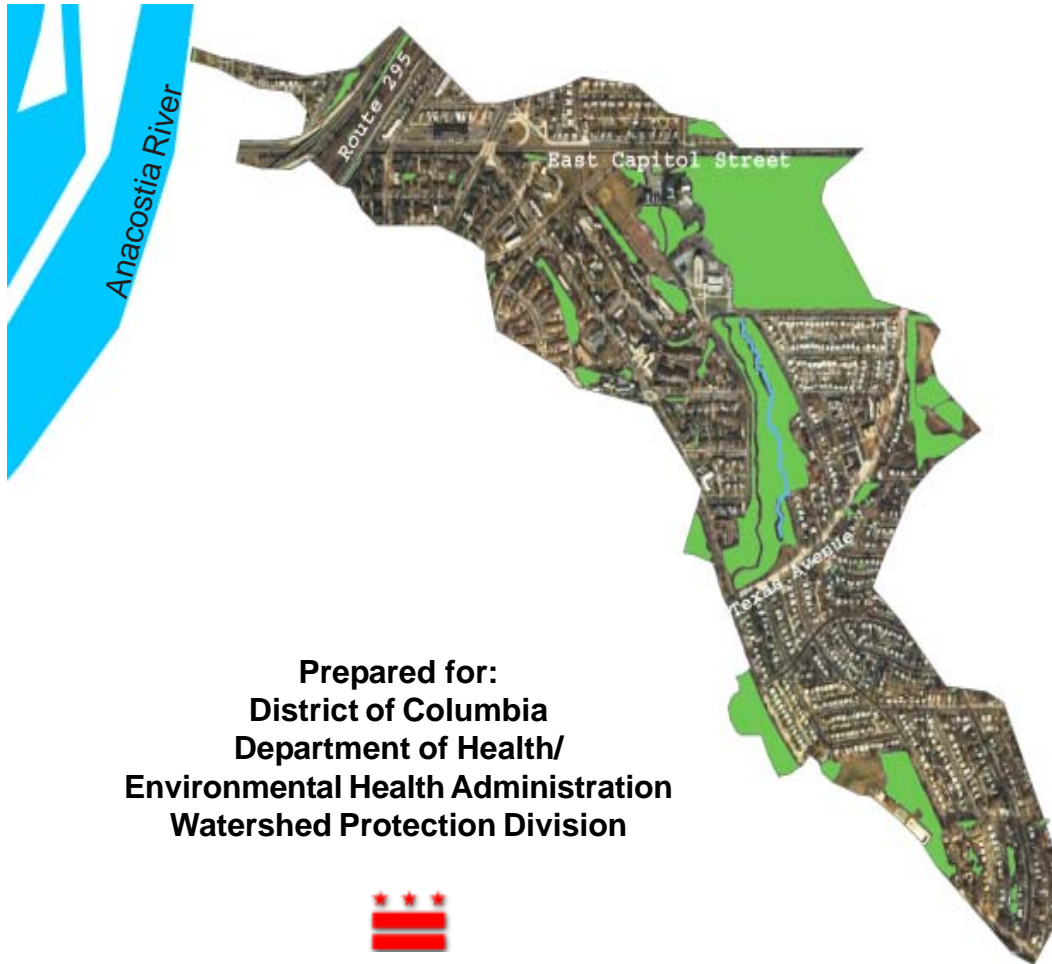 Anacostia River
Route 295
East Capitol Street
Texas Avenue
Prepared for:
District of Columbia
Department of Health/
Environmental Health Administration
Watershed Protection Division